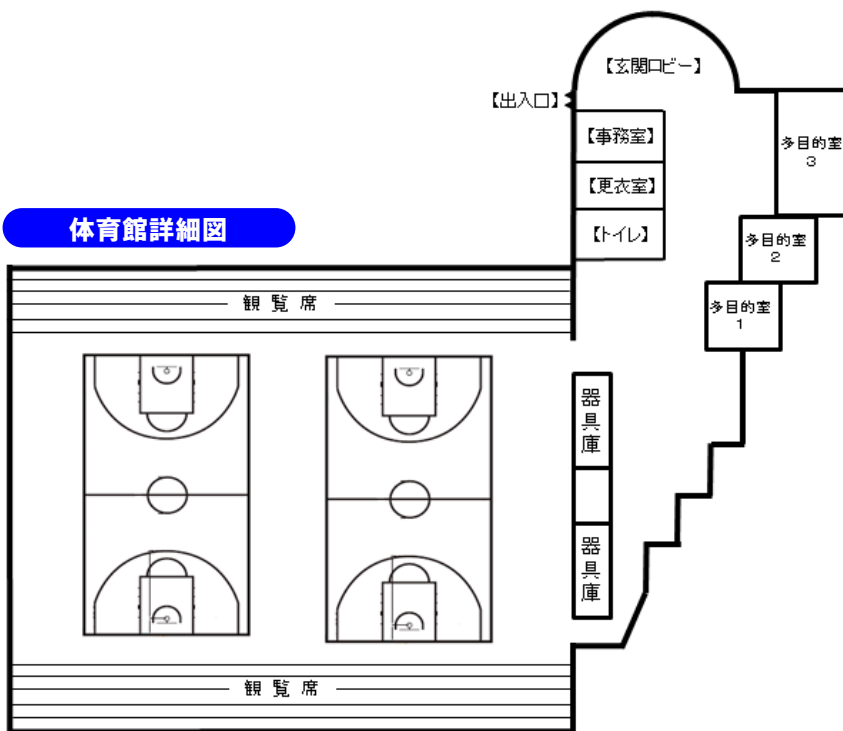 【玄関ロビー】
【出入口】
【事務室】
多目的室
3
【更衣室】
体育館詳細図
【トイレ】
多目的室
2
観覧席
多目的室
1
器具庫
器具庫
観覧席